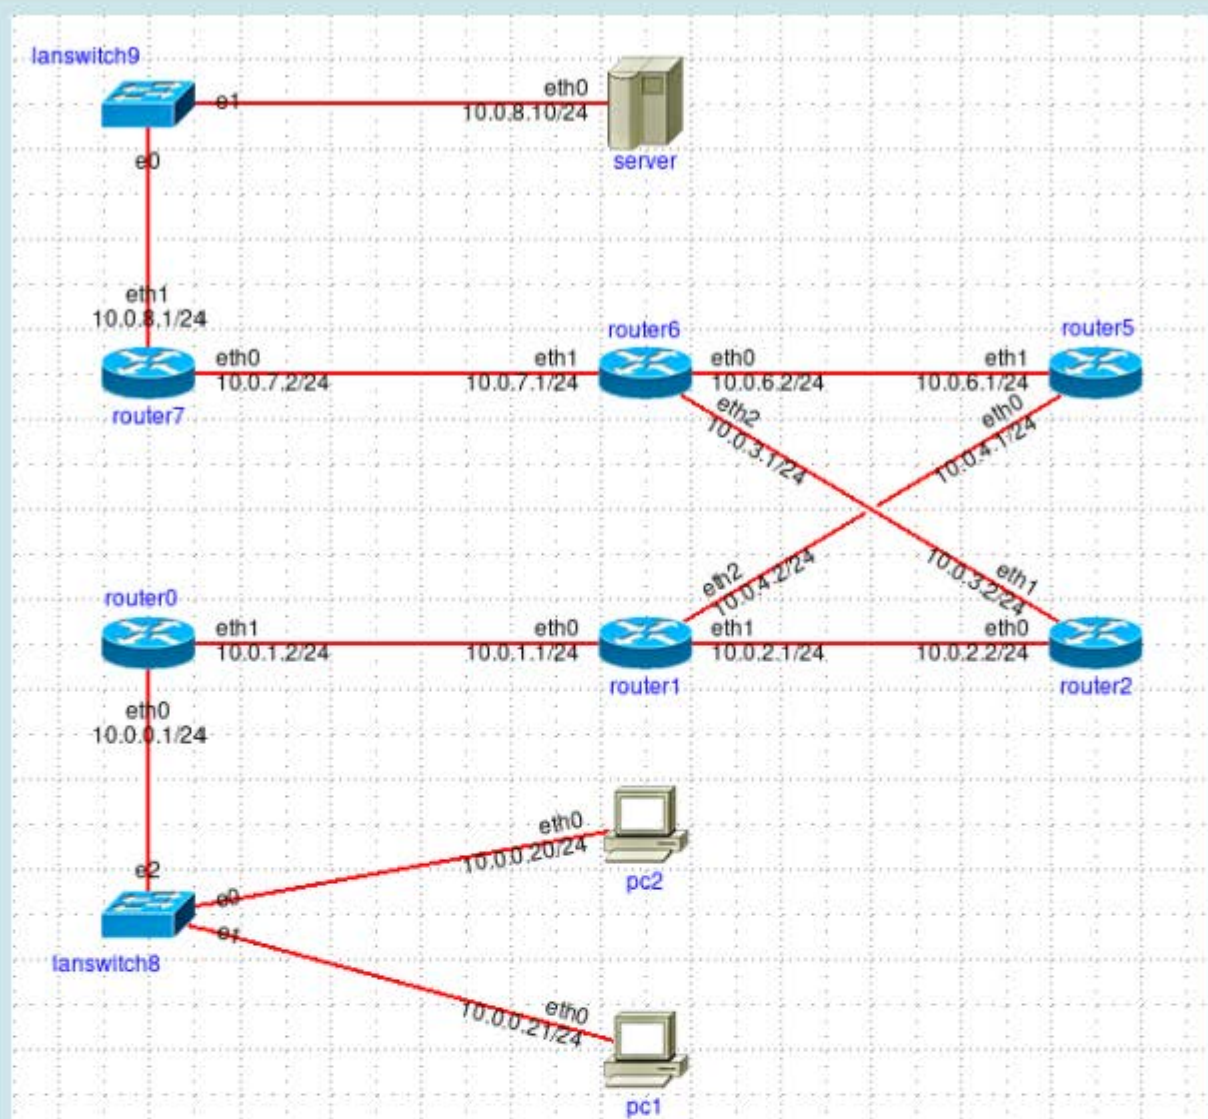 lanswitch9
e1
eth0
10.0.8.10/24
server
e0
eth1
10.0.8.1/24
router7
eth0
10.0.7.2/24
eth1
10.0.7.1/24
router6
eth0
10.0.6.2/24
eth1
10.0.6.1/24
router5
eth2
10.0.3.1/24
eth0
10.0.4.1/24
eth2
10.0.4.2/24
eth1
10.0.3.2/24
router0
eth1
10.0.1.2/24
eth0
10.0.1.1/24
router1
eth1
10.0.2.1/24
eth0
10.0.2.2/24
router2
eth0
10.0.0.1/24
eth0
10.0.0.20/24
pc2
e2
e0
e1
lanswitch8
eth0
10.0.0.21/24
pc1